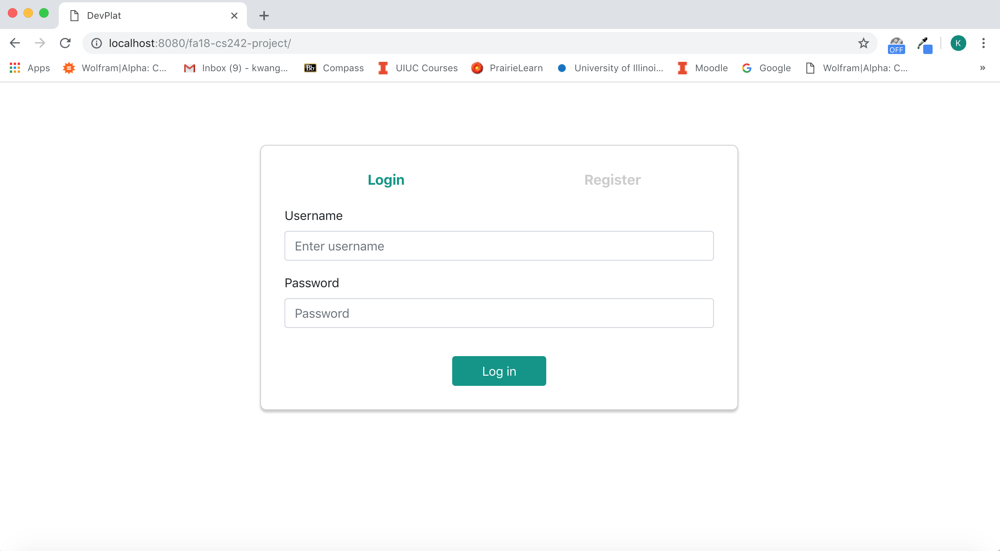 DevPlat
localhost:8080/fa18-cs242-project/
OFF
K
Apps
Wolfram|Alpha: C...
Inbox (9) - kwang...
Bb
Compass
UIUC Courses
PrairieLearn
University of Illinoi...
Moodle
Google
Wolfram|Alpha: C...
»
Login
Register
Username
Enter username
Password
Password
Log in